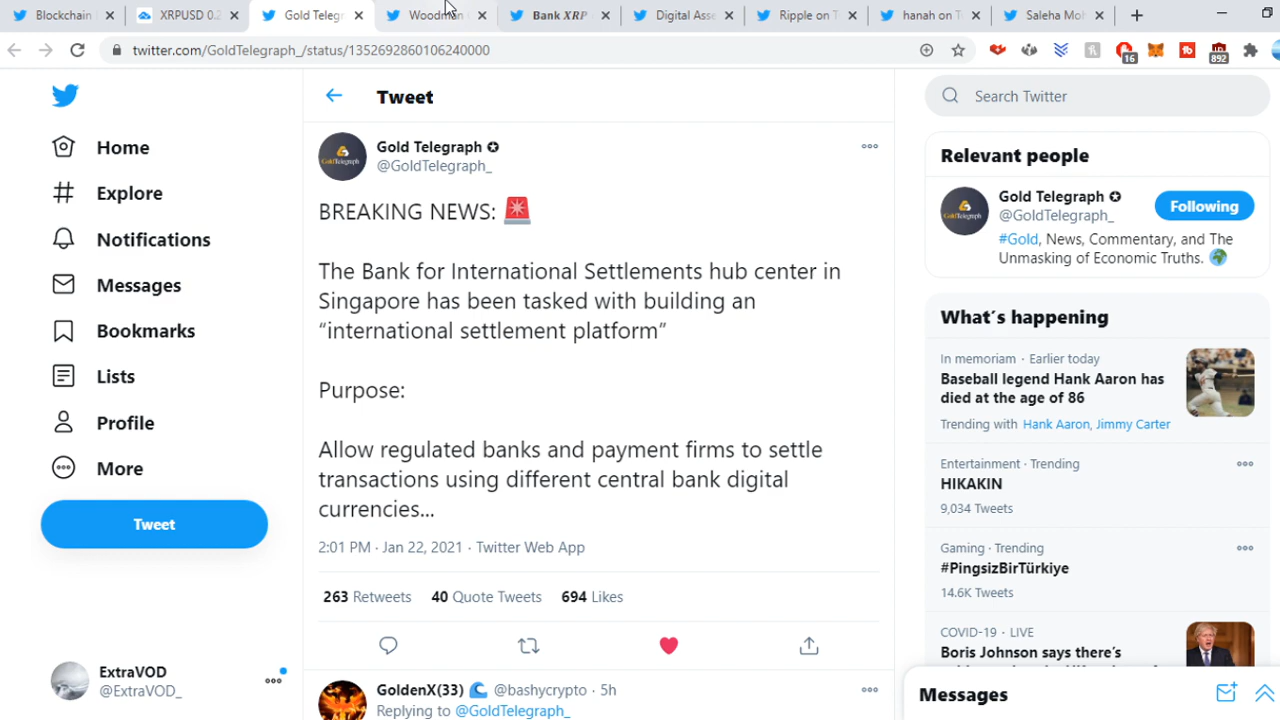 Blockchain
XRPUSD 0.2
Gold Telegr
Woodman
Bank XRP
Digital Asse
Ripple on T
hanah on T
Saleha Mo
twitter.com/GoldTelegraph_/status/1352692860106240000
16
892
Home
Explore
Notifications
Messages
Bookmarks
Lists
Profile
More
Tweet
ExtraVOD
@ExtraVOD_
Tweet
Gold Telegraph
@GoldTelegraph_
BREAKING NEWS: 🚨
The Bank for International Settlements hub center in
Singapore has been tasked with building an
“international settlement platform”
Purpose:
Allow regulated banks and payment firms to settle
transactions using different central bank digital
currencies...
2:01 PM · Jan 22, 2021 · Twitter Web App
263 Retweets 40 Quote Tweets 694 Likes
GoldenX(33) 🌊 @bashycrypto · 5h
Replying to @GoldTelegraph_
Search Twitter
Relevant people
Gold Telegraph
@GoldTelegraph_
Following
#Gold, News, Commentary, and The
Unmasking of Economic Truths. 🌍
What's happening
In memoriam · Earlier today
Baseball legend Hank Aaron has
died at the age of 86
Trending with Hank Aaron, Jimmy Carter
Entertainment · Trending
HIKAKIN
9,034 Tweets
Gaming · Trending
#PingsizBirTürkiye
14.6K Tweets
COVID-19 · LIVE
Boris Johnson says there's
Messages